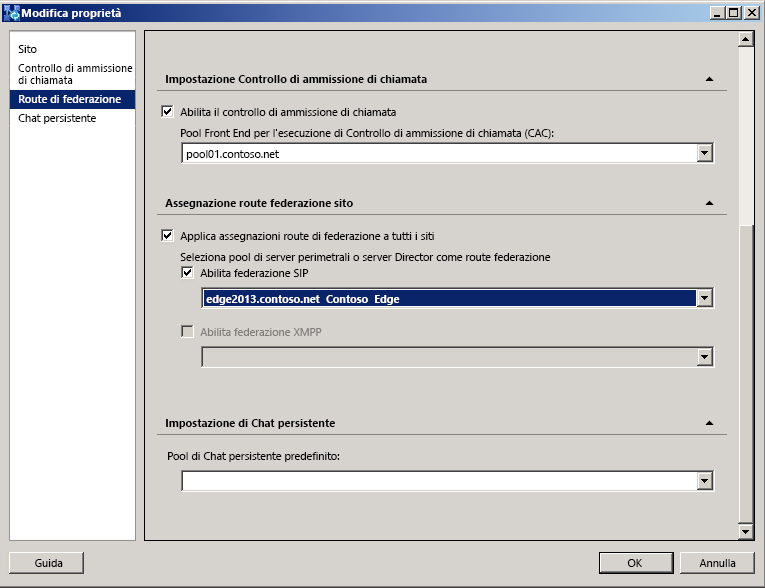 Modifica proprietà
Sito
Controllo di ammissione
di chiamata
Route di federazione
Chat persistente
Impostazione Controllo di ammissione di chiamata
Abilita il controllo di ammissione di chiamata
Pool Front End per l'esecuzione di Controllo di ammissione di chiamata (CAC):
pool01.contoso.net
Assegnazione route federazione sito
Applica assegnazioni route di federazione a tutti i siti
Seleziona pool di server perimetrali o server Director come route federazione
Abilita federazione SIP
edge2013.contoso.net Contoso Edge
Abilita federazione XMPP
Impostazione di Chat persistente
Pool di Chat persistente predefinito:
Guida
OK
Annulla